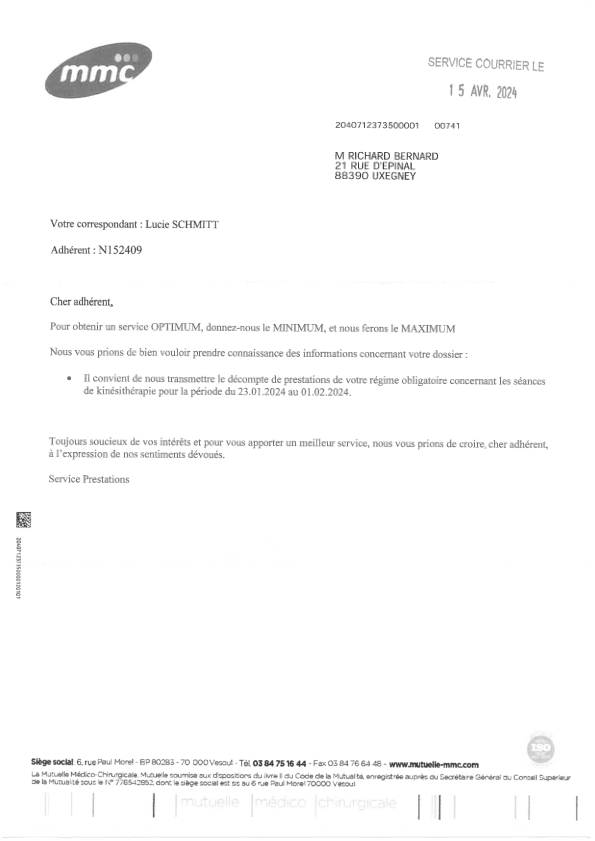 mmc
SERVICE COURRIER LE
15 AVR. 2024
2040712373500001 00741
M RICHARD BERNARD
21 RUE D'EPINAL
88390 UXEGNEY
Votre correspondant : Lucie SCHMITT
Adhérent : N152409
Cher adhérent,
Pour obtenir un service OPTIMUM, donnez-nous le MINIMUM, et nous ferons le MAXIMUM
Nous vous prions de bien vouloir prendre connaissance des informations concernant votre dossier :
• Il convient de nous transmettre le décompte de prestations de votre régime obligatoire concernant les séances
de kinésithérapie pour la période du 23.01.2024 au 01.02.2024.
Toujours soucieux de vos intérêts et pour vous apporter un meilleur service, nous vous prions de croire, cher adhérent,
à l'expression de nos sentiments dévoués.
Service Prestations
ISO
Siège social 6, rue Paul Morel - BP 80283 - 70 000 Vesoul - Tél. 03 84 75 16 44 - Fax 03 84 76 64 48 - www.mutuelle-mmc.com
La Mutuelle Médico-Chirurgicale, Mutuelle soumise aux dispositions du livre II du Code de la Mutualité, enregistrée auprès du Secrétaire Général du Conseil Supérieur
de la Mutualité sous le N° 778542852, dont le siège social est sis au 6 rue Paul Morel 70000 Vesoul
mutuelle médico chirurgicale